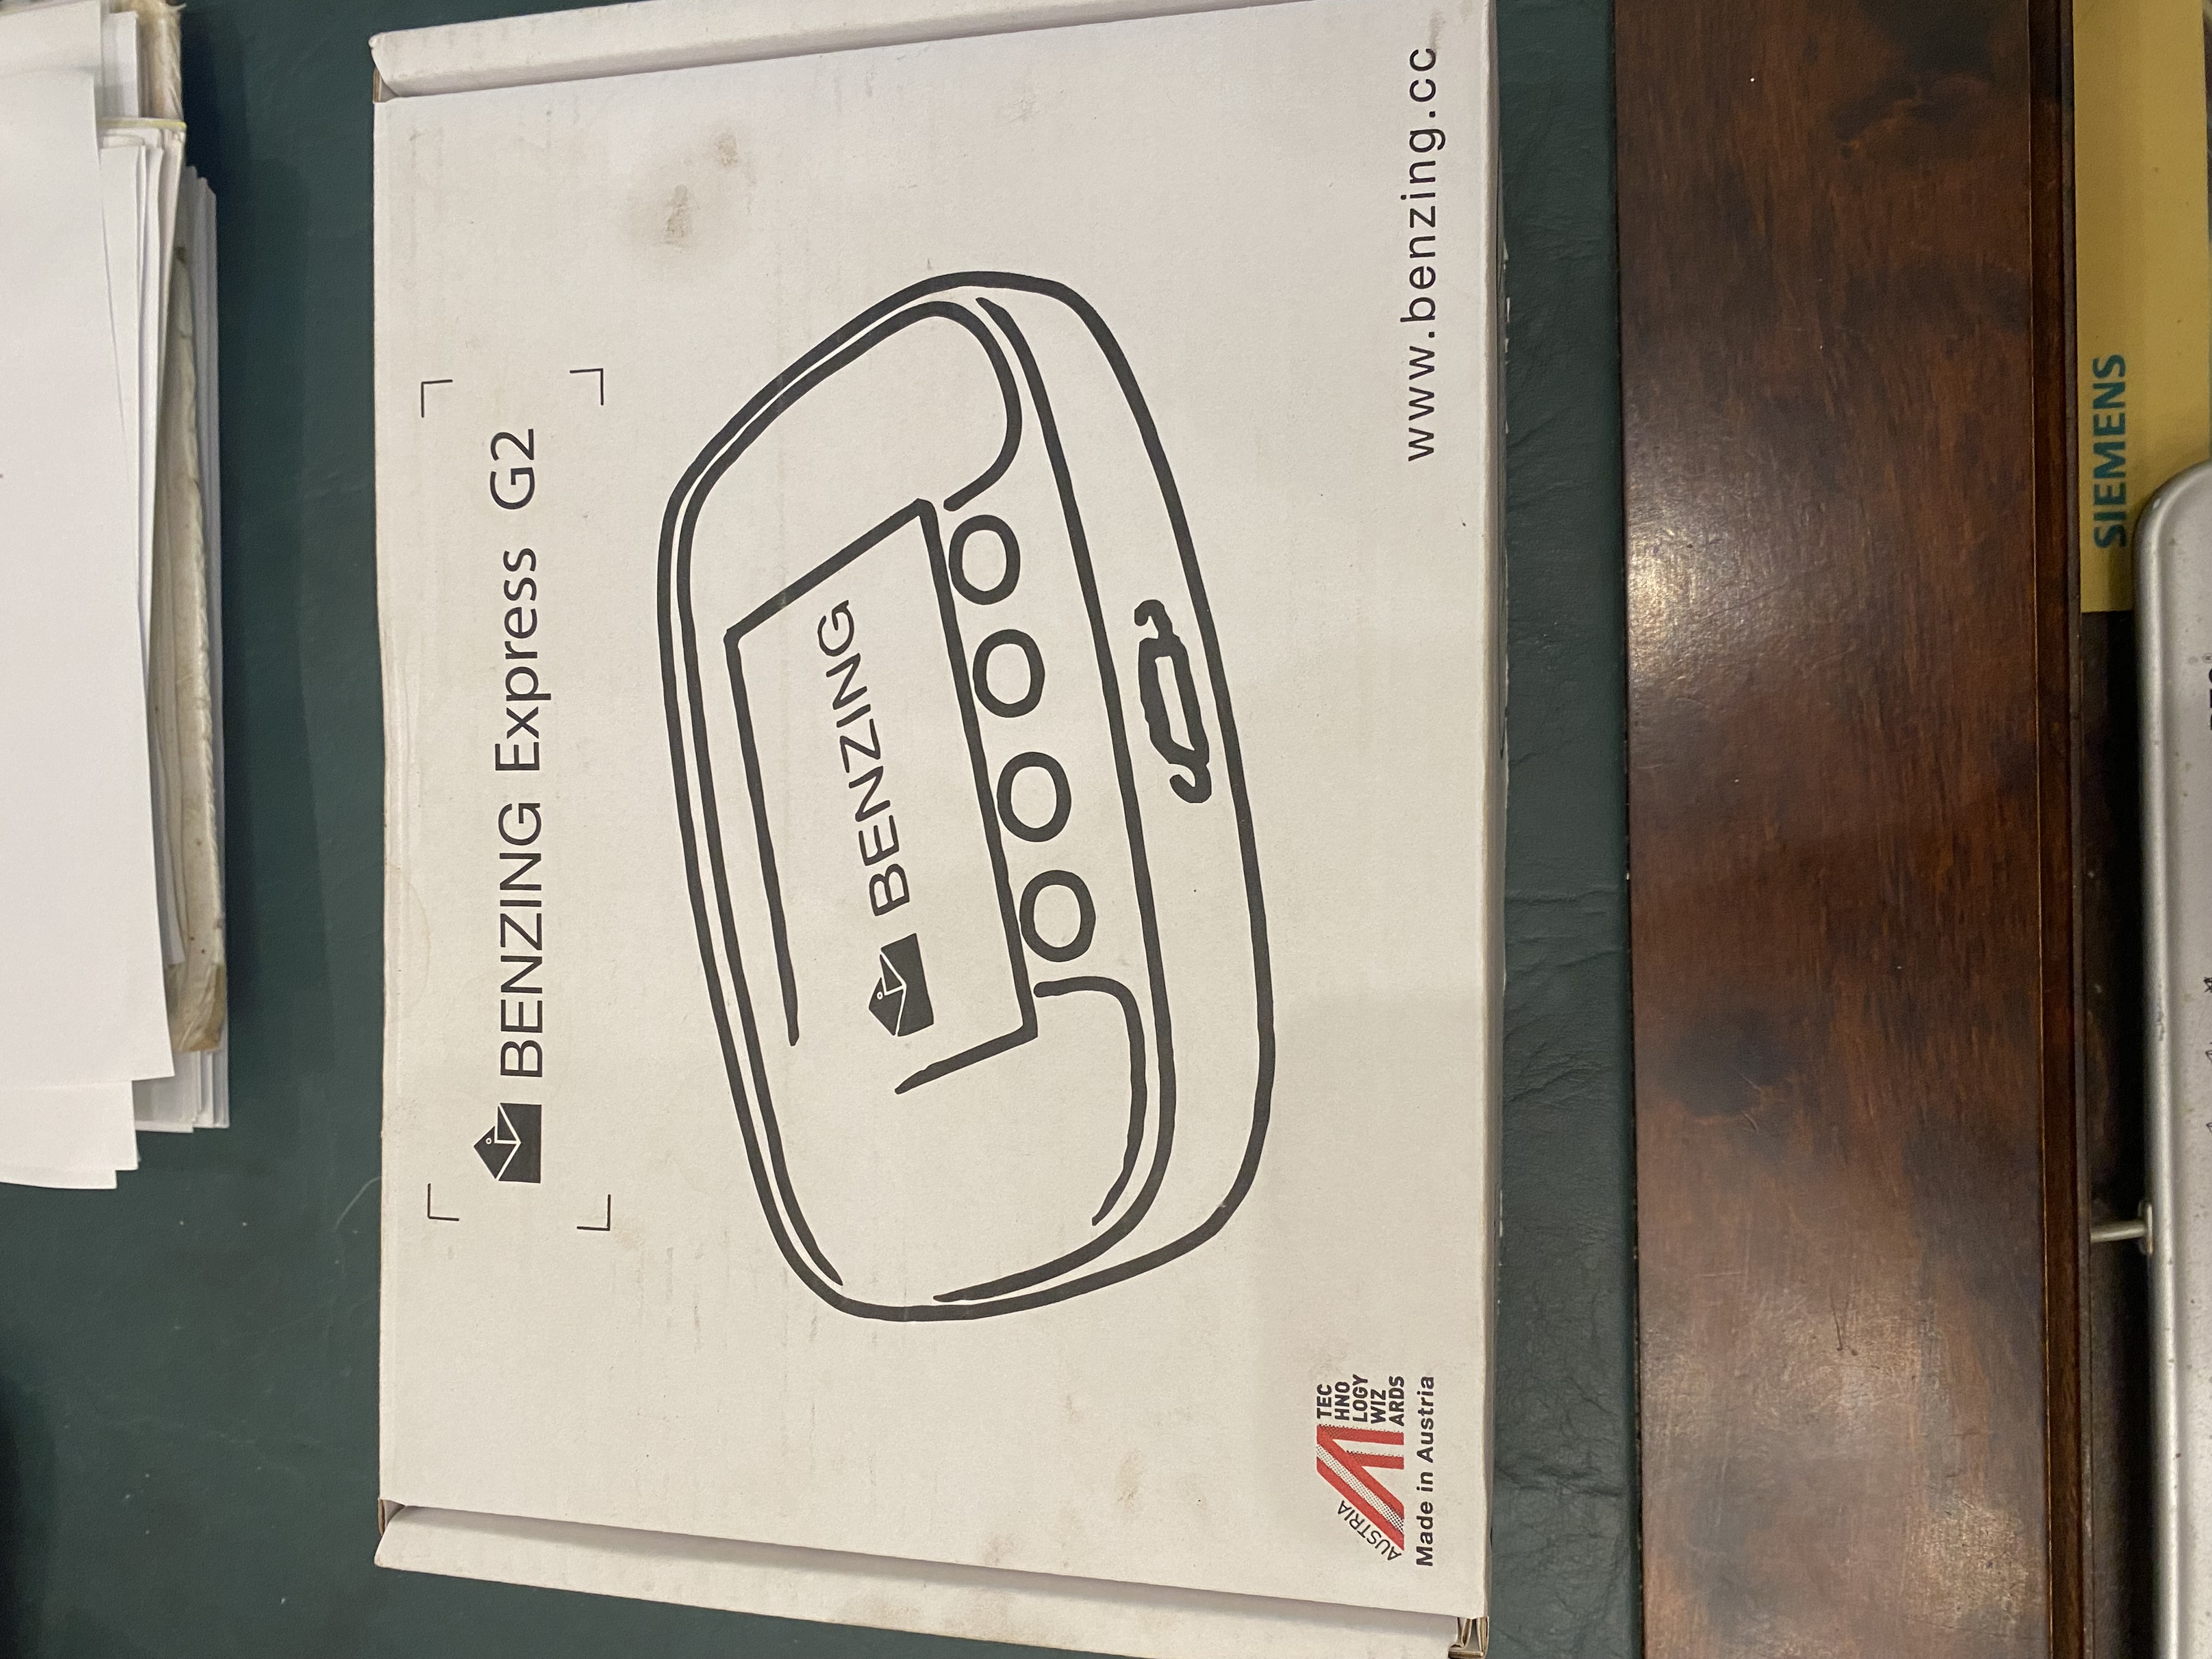 BENZING Express G2
BENZING
AUSTRIA
TEC
HNO
LOGY
WIZ
ARDS
Made in Austria
www.benzing.cc
SIEMENS